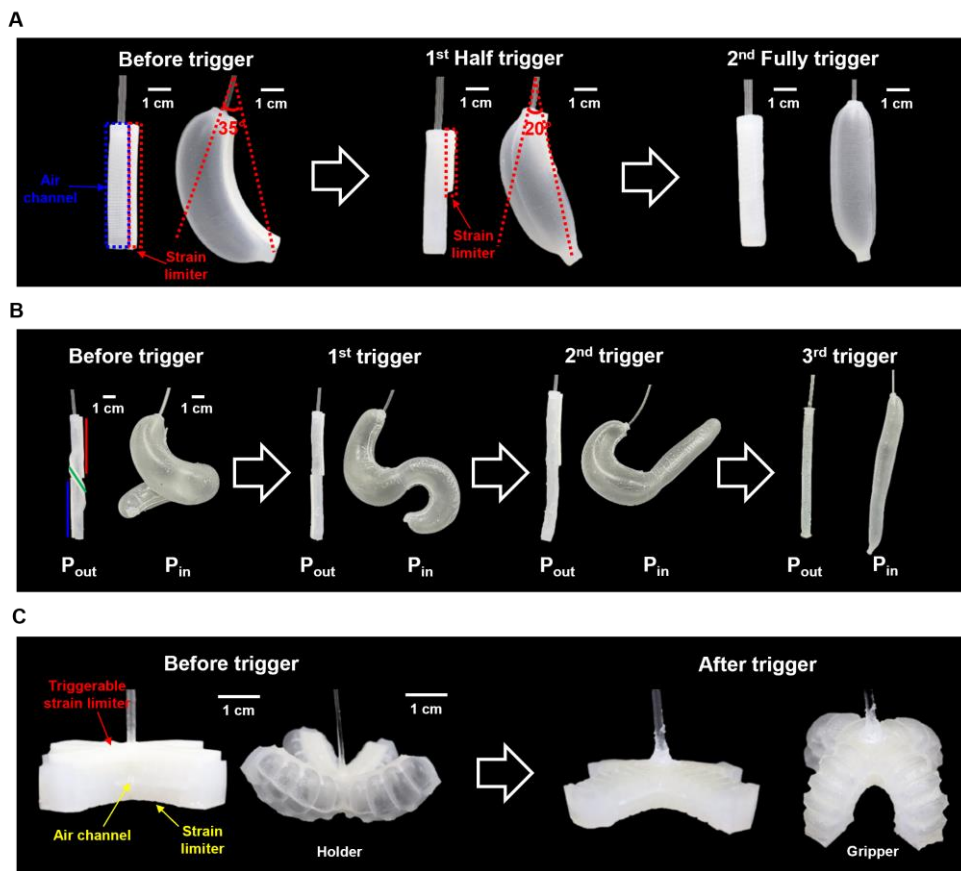 A
Before trigger
1st Half trigger
2nd Fully trigger
1 cm
1 cm
1 cm
1 cm
1 cm
1 cm
35°
20°
Air
channel
Strain
limiter
Strain
limiter
B
Before trigger
1st trigger
2nd trigger
3rd trigger
1 cm
1 cm
Pout
Pin
Pout
Pin
Pout
Pin
Pout
Pin
C
Before trigger
After trigger
Triggerable
strain limiter
1 cm
1 cm
Air channel
Strain
limiter
Holder
Gripper